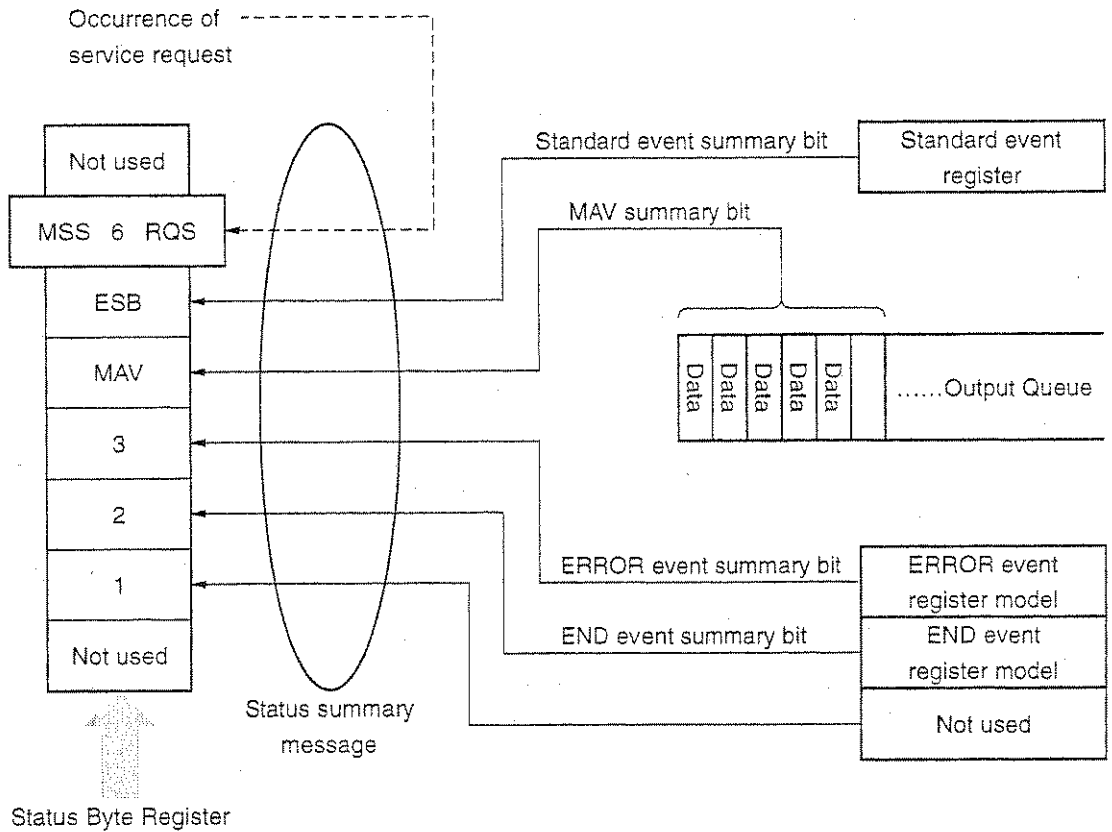 Occurrence of
service request
Not used
MSS 6 RQS
ESB
MAV
3
2
1
Not used
Status Byte Register
Status summary
message
Standard event summary bit
MAV summary bit
ERROR event summary bit
END event summary bit
Standard event
register
Data
Data
Data
Data
Data
......Output Queue
ERROR event
register model
END event
register model
Not used